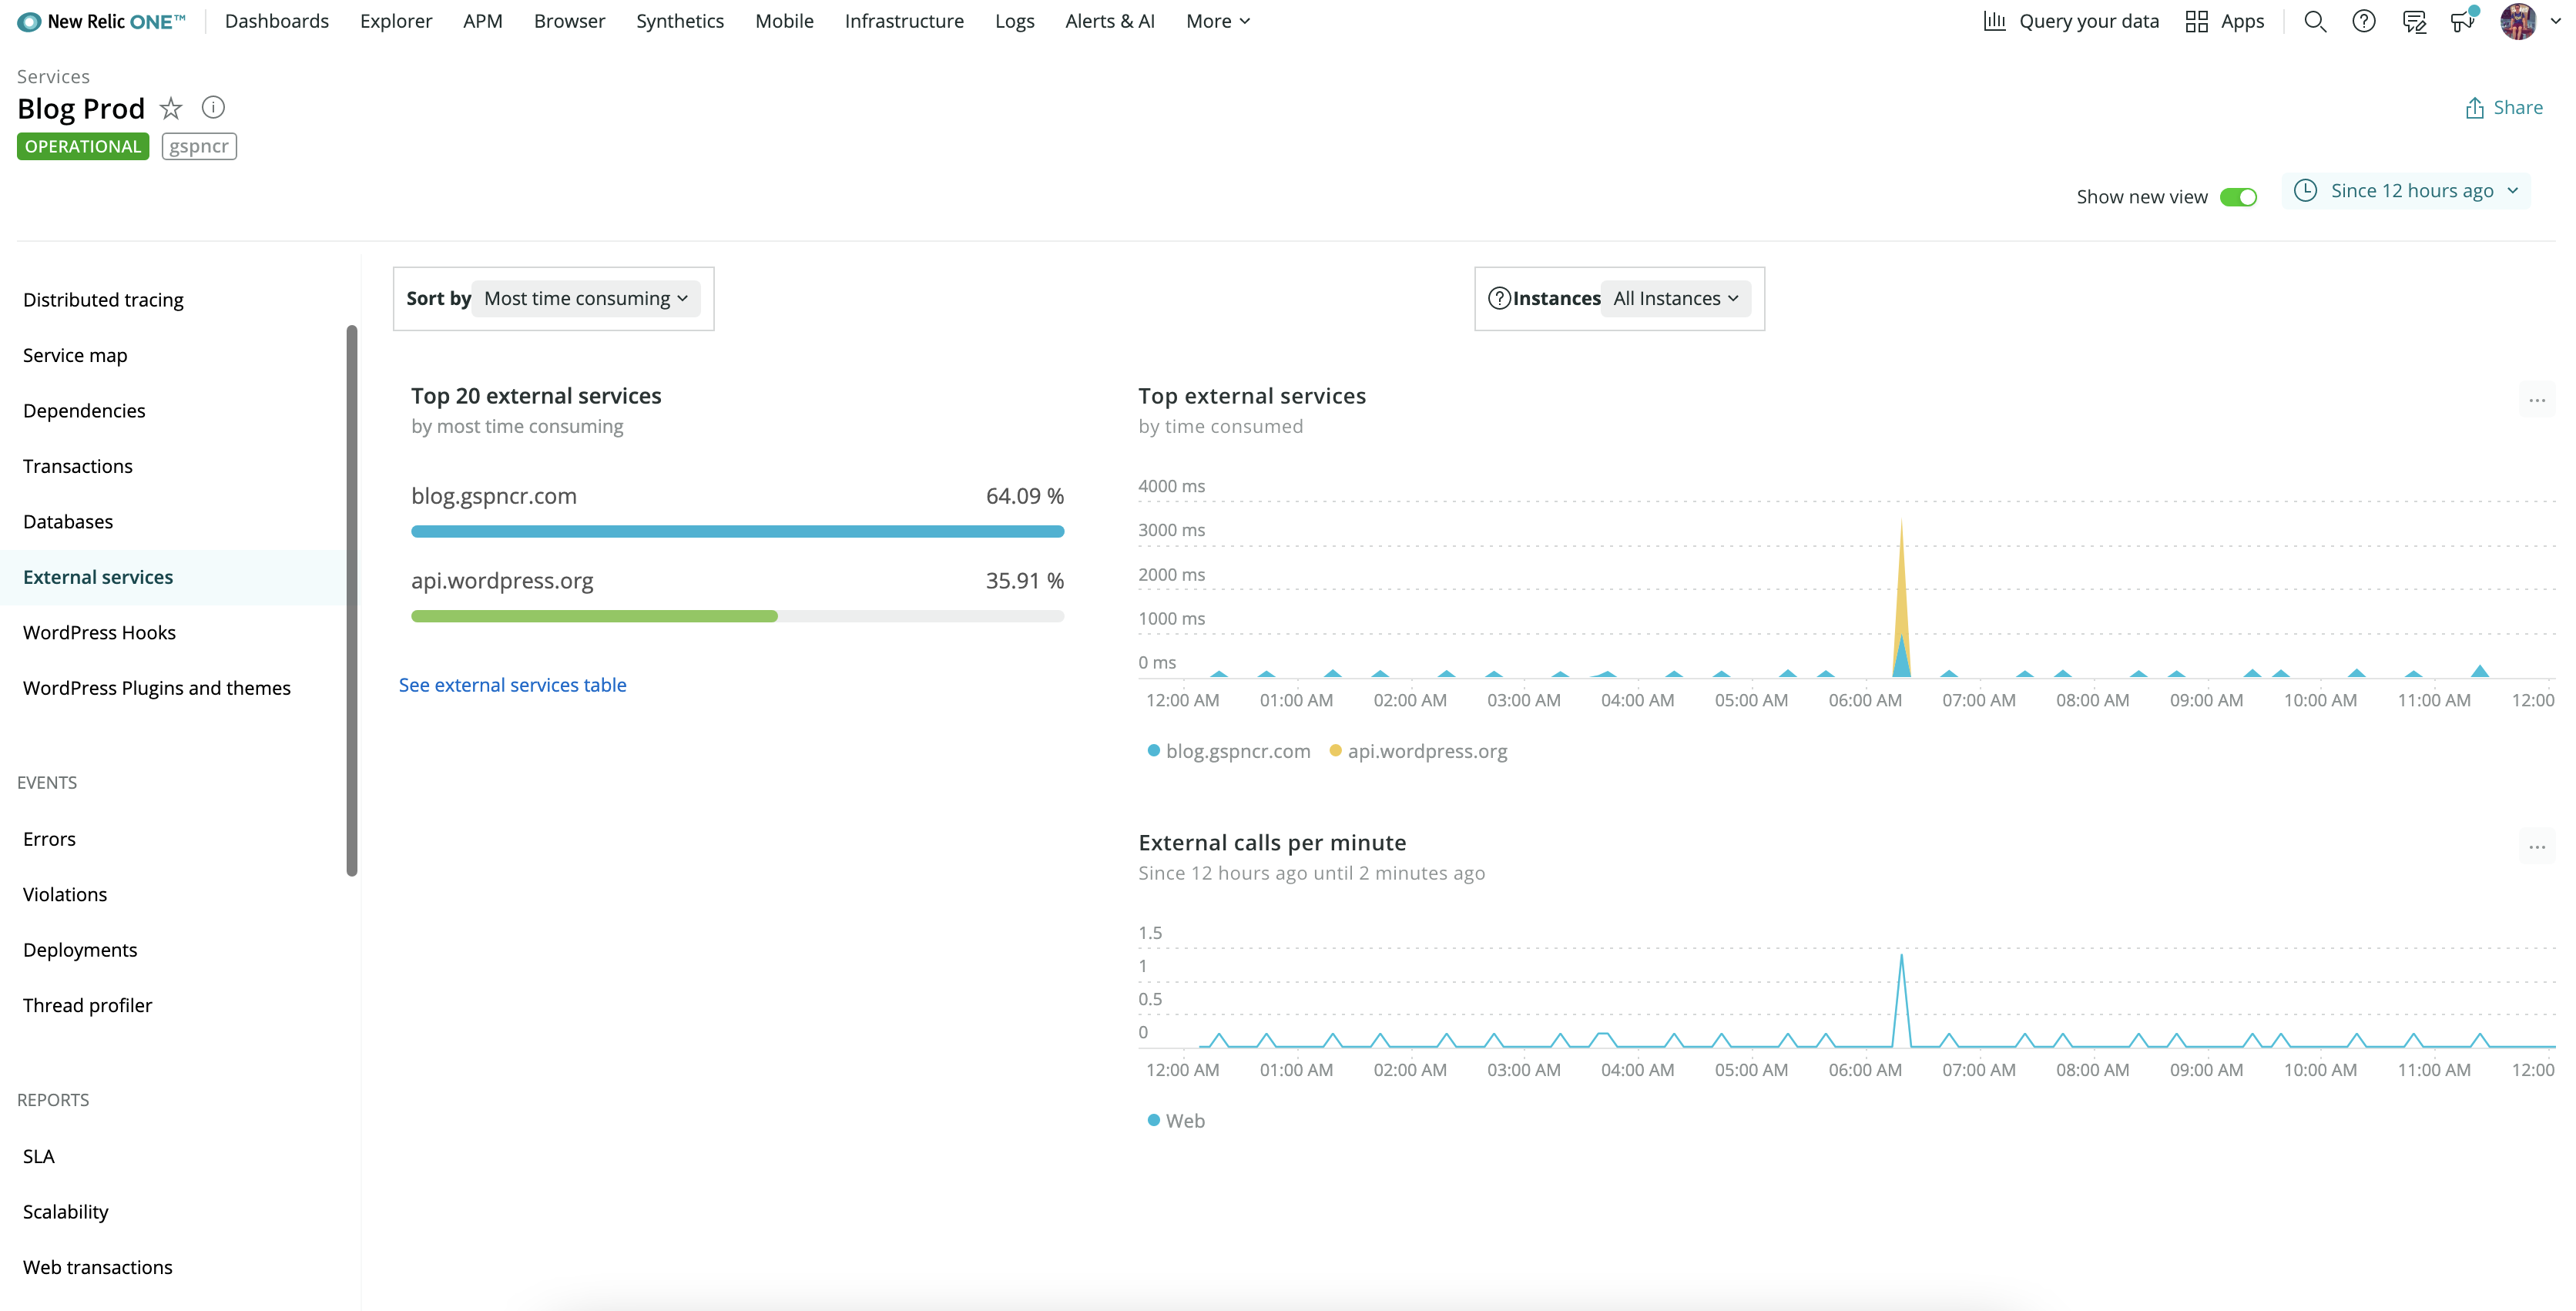 New Relic ONE™ Dashboards Explorer APM Browser Synthetics Mobile Infrastructure Logs Alerts & AI More Query your data Apps
Services
Blog Prod
Share
OPERATIONAL gspncr
Show new view Since 12 hours ago
Distributed tracing
Service map
Dependencies
Transactions
Databases
External services
WordPress Hooks
WordPress Plugins and themes
EVENTS
Errors
Violations
Deployments
Thread profiler
REPORTS
SLA
Scalability
Web transactions
Sort by Most time consuming
Instances All Instances
Top 20 external services
by most time consuming
blog.gspncr.com 64.09 %
api.wordpress.org 35.91 %
See external services table
Top external services
by time consumed
4000 ms
3000 ms
2000 ms
1000 ms
0 ms
12:00 AM 01:00 AM 02:00 AM 03:00 AM 04:00 AM 05:00 AM 06:00 AM 07:00 AM 08:00 AM 09:00 AM 10:00 AM 11:00 AM 12:00
blog.gspncr.com api.wordpress.org
External calls per minute
Since 12 hours ago until 2 minutes ago
1.5
1
0.5
0
12:00 AM 01:00 AM 02:00 AM 03:00 AM 04:00 AM 05:00 AM 06:00 AM 07:00 AM 08:00 AM 09:00 AM 10:00 AM 11:00 AM 12:00
Web